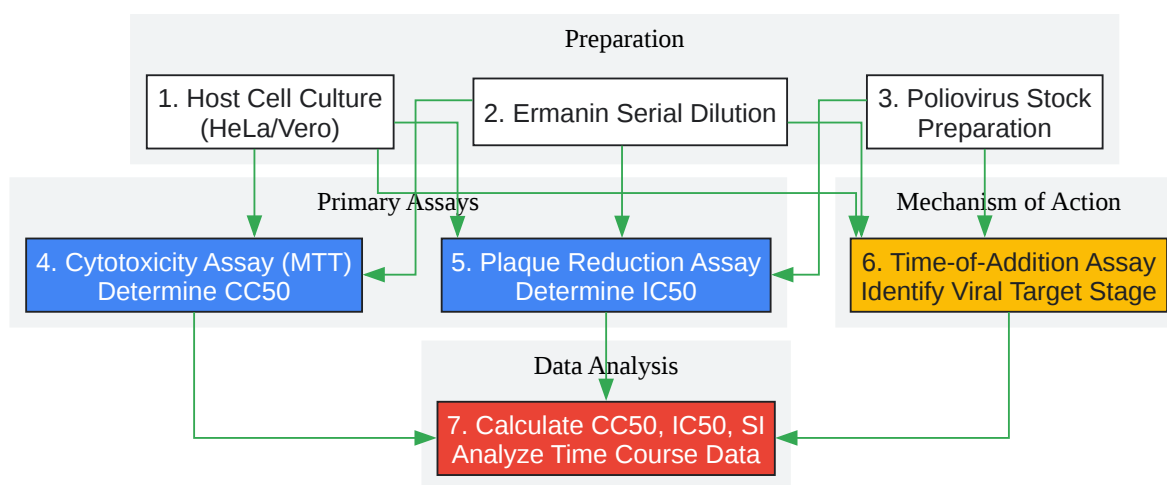 Preparation
1. Host Cell Culture
(HeLa/Vero)
2. Ermanin Serial Dilution
3. Poliovirus Stock
Preparation
Primary Assays
4. Cytotoxicity Assay (MTT)
Determine CC50
5. Plaque Reduction Assay
Determine IC50
Mechanism of Action
6. Time-of-Addition Assay
Identify Viral Target Stage
Data Analysis
7. Calculate CC50, IC50, SI
Analyze Time Course Data